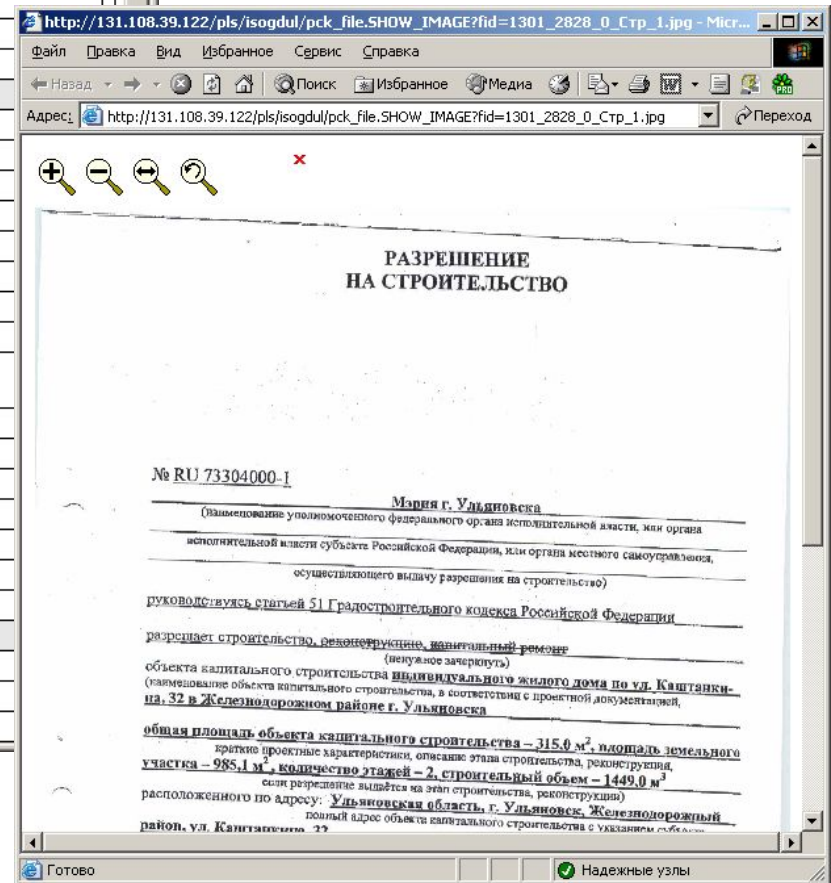 http://131.108.39.122/pls/isogdul/pck_file.SHOW_IMAGE?fid=1301_2828_0_Стр_1.jpg - Micr...
Файл Правка Вид Избранное Сервис Справка
Назад Поиск Избранное Медиа
Адрес: http://131.108.39.122/pls/isogdul/pck_file.SHOW_IMAGE?fid=1301_2828_0_Стр_1.jpg Переход
РАЗРЕШЕНИЕ
НА СТРОИТЕЛЬСТВО
№ RU 73304000-1
Мэрия г. Ульяновска
(наименование уполномоченного федерального органа исполнительной власти, или органа
исполнительной власти субъекта Российской Федерации, или органа местного самоуправления,
осуществляющего выдачу разрешения на строительство)
руководствуясь статьей 51 Градостроительного кодекса Российской Федерации
разрешает строительство, реконструкцию, капитальный ремонт
(ненужное зачеркнуть)
объекта капитального строительства индивидуального жилого дома по ул. Каштанки-
(наименование объекта капитального строительства, в соответствии с проектной документацией,
на, 32 в Железнодорожном районе г. Ульяновска
общая площадь объекта капитального строительства – 315.0 м², площадь земельного
краткие проектные характеристики, описание этапа строительства, реконструкции,
участка – 985,1 м², количество этажей – 2, строительный объем – 1449,0 м³
если разрешение выдаётся на этап строительства, реконструкции)
расположенного по адресу: Ульяновская область, г. Ульяновск, Железнодорожный
полный адрес объекта капитального строительства с указанием субъекта
район, ул. Каштанкина, 32
Готово Надежные узлы